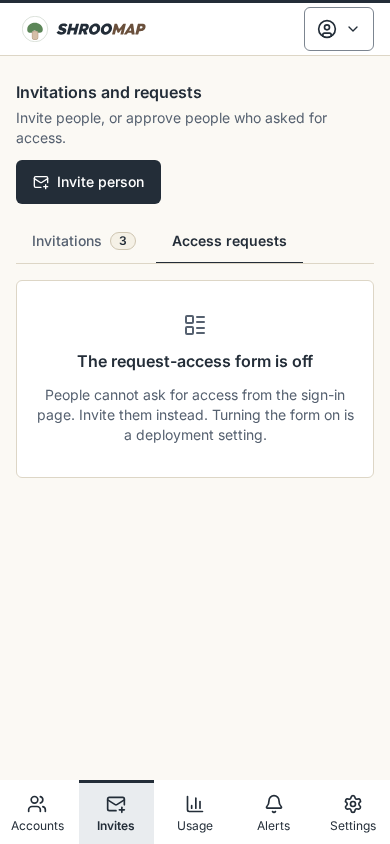 SHROOMAP
Invitations and requests
Invite people, or approve people who asked for
access.
Invite person
Invitations 3 Access requests
The request-access form is off
People cannot ask for access from the sign-in
page. Invite them instead. Turning the form on is
a deployment setting.
Accounts Invites Usage Alerts Settings